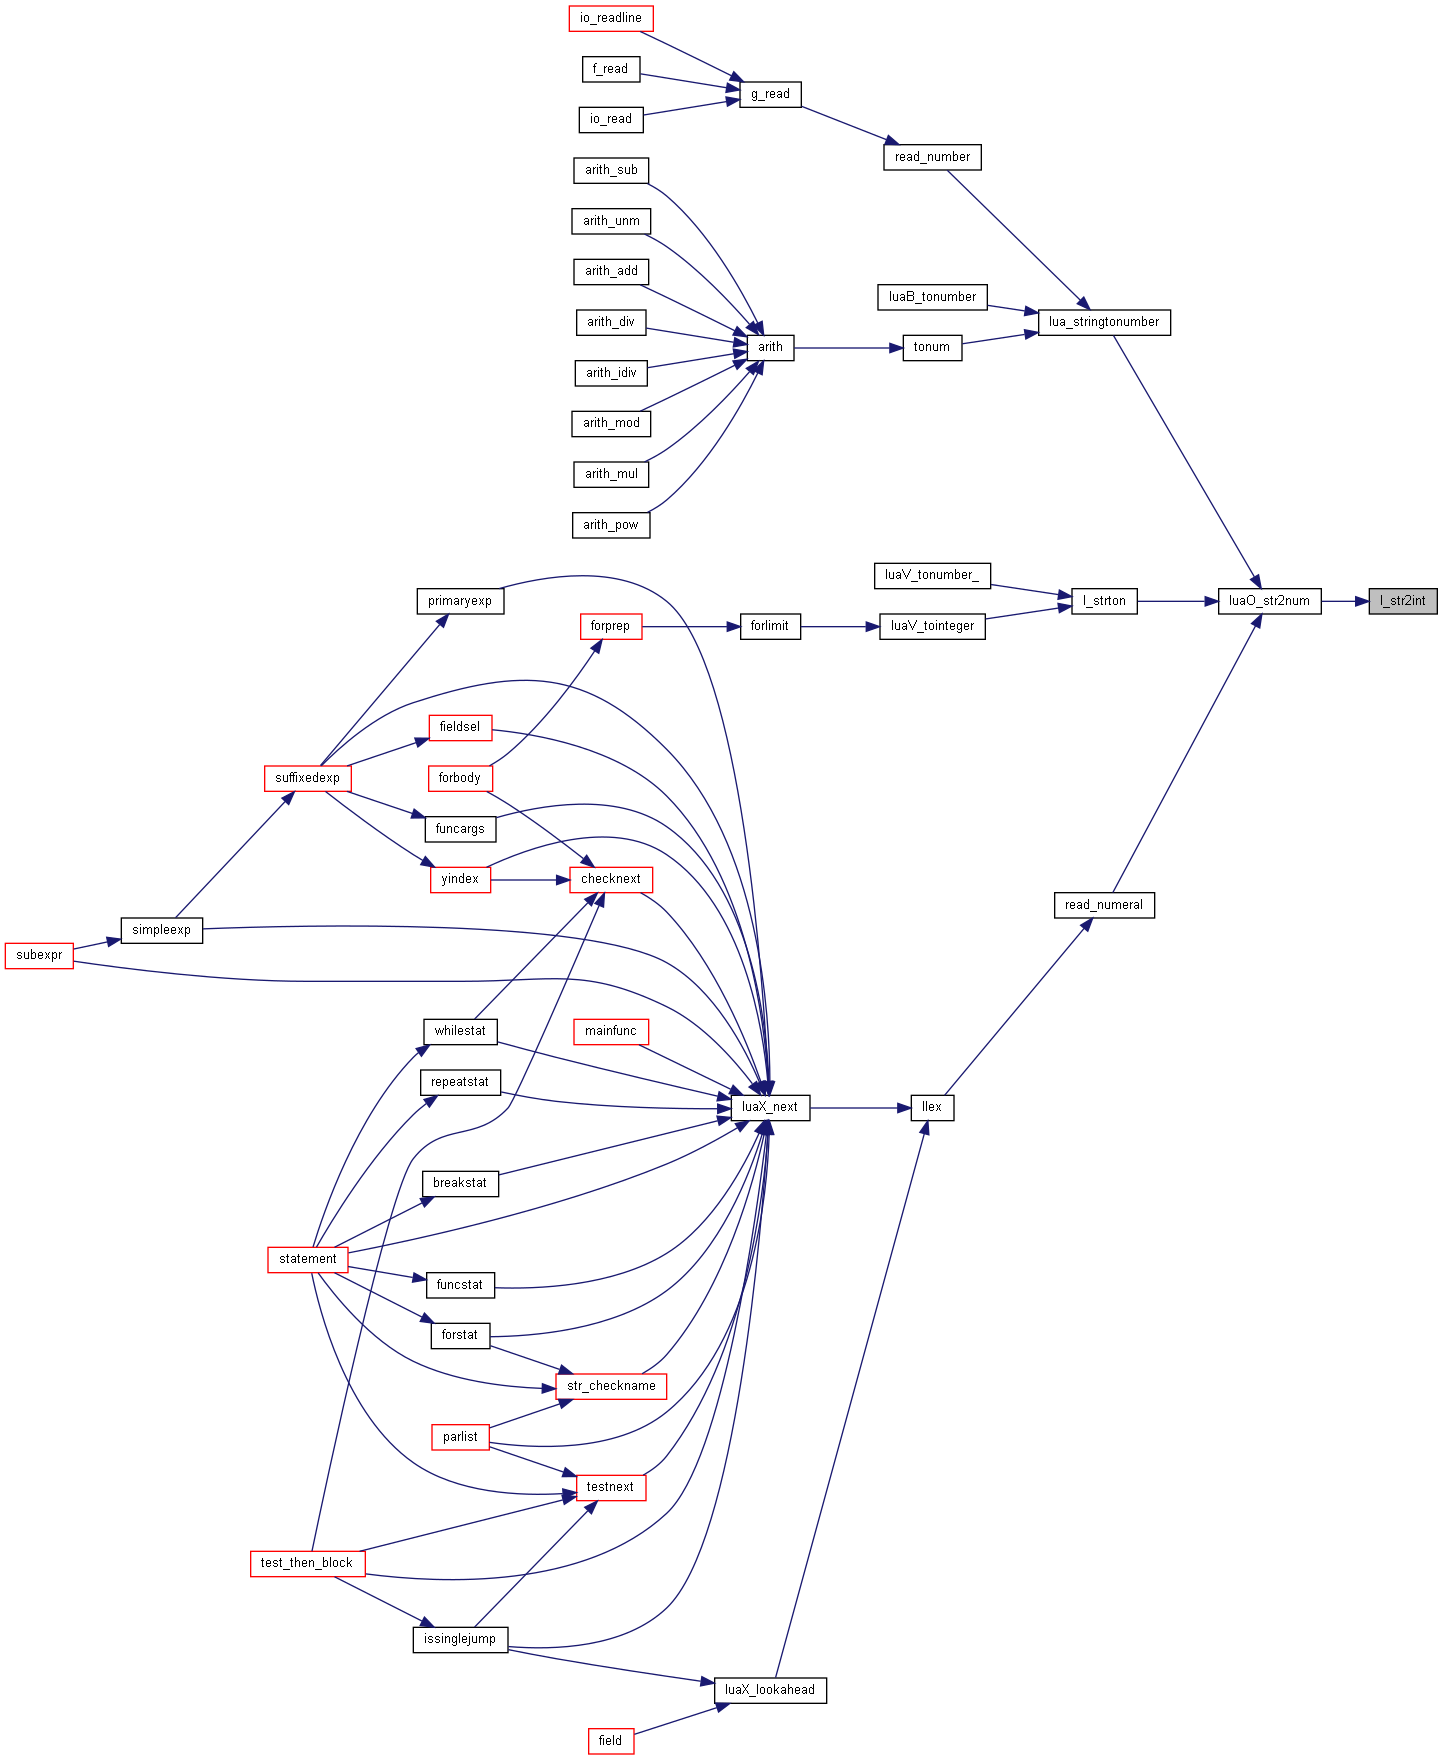 io_readline
f_read
g_read
io_read
read_number
arith_sub
arith_unm
arith_add
luaB_tonumber
arith_div
lua_stringtonumber
arith
tonum
arith_idiv
arith_mod
arith_mul
arith_pow
luaV_tonumber_
primaryexp
l_strton
luaO_str2num
l_str2int
forprep
forlimit
luaV_tointeger
fieldsel
suffixedexp
forbody
funcargs
yindex
checknext
read_numeral
simpleexp
subexpr
whilestat
mainfunc
repeatstat
luaX_next
llex
breakstat
statement
funcstat
forstat
str_checkname
parlist
testnext
test_then_block
issinglejump
luaX_lookahead
field